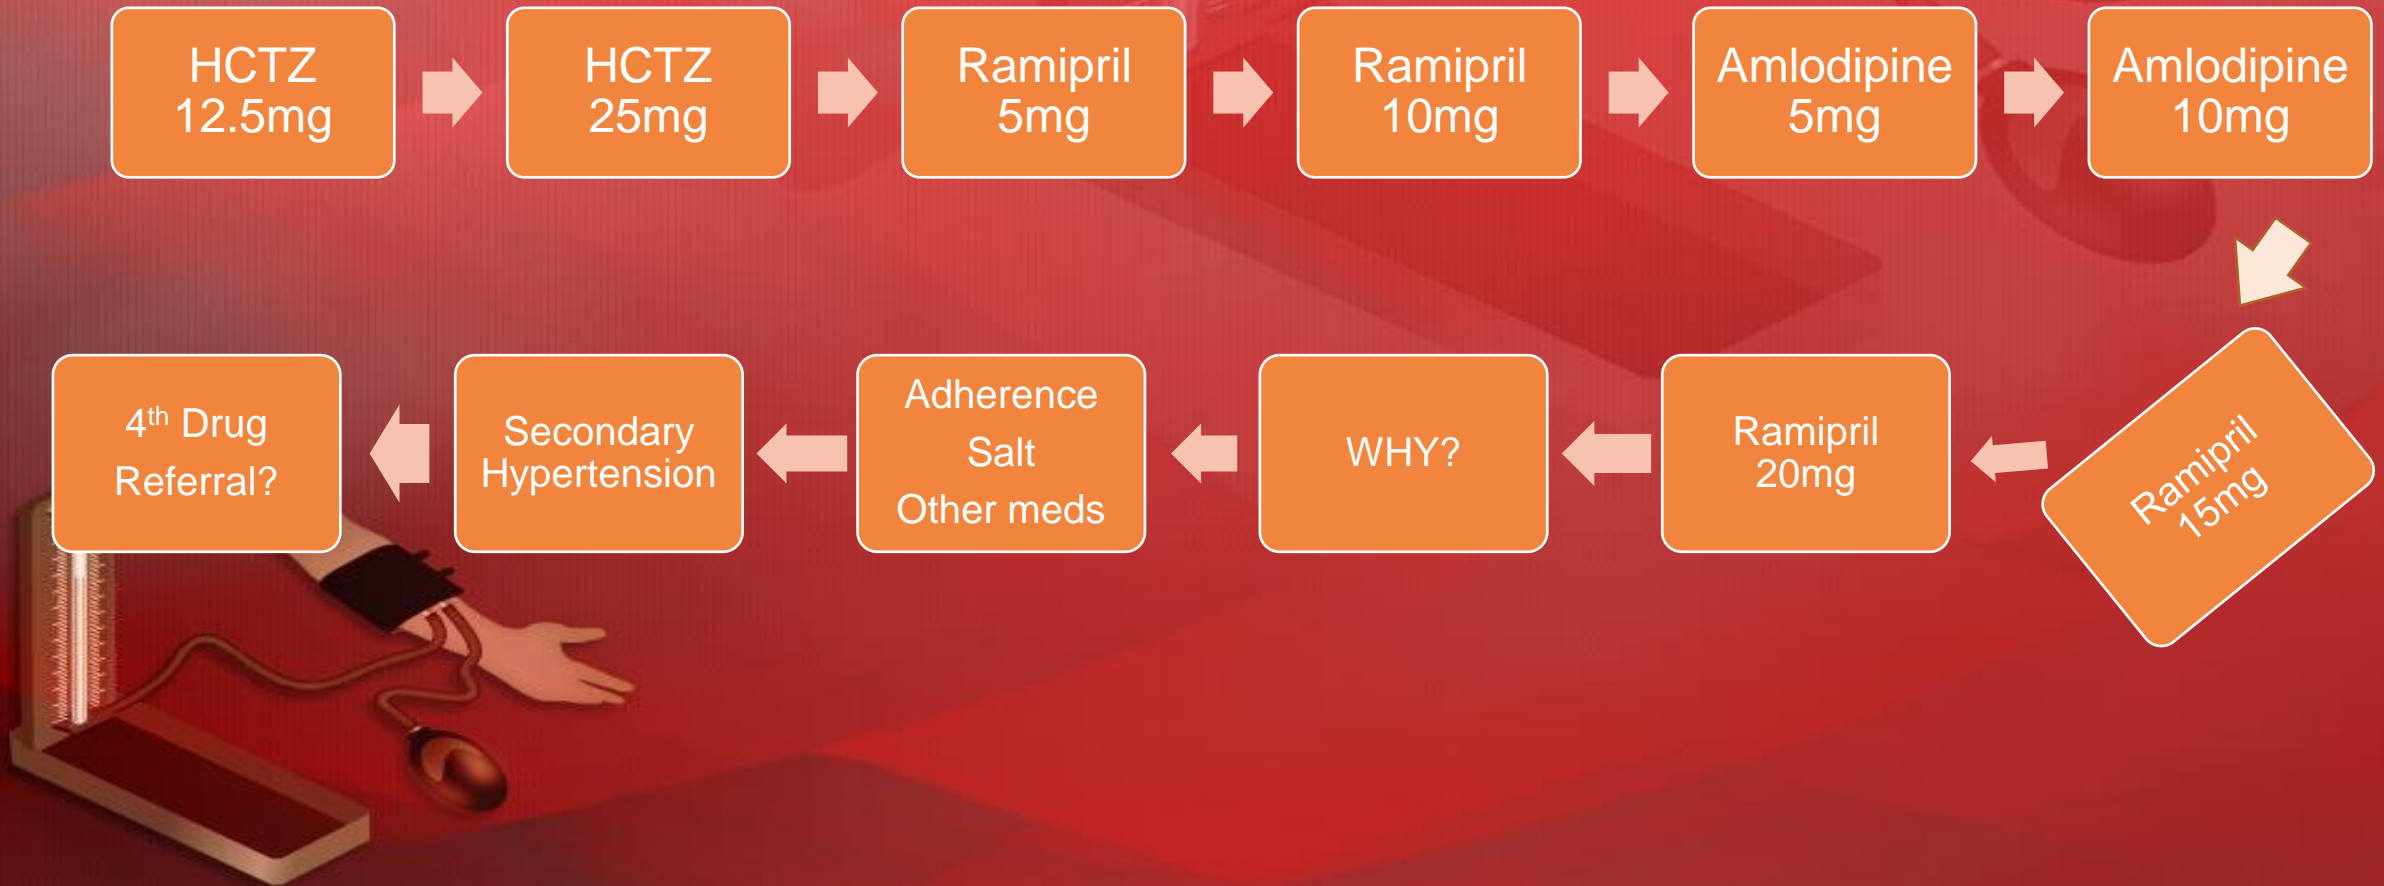 HCTZ
12.5mg
HCTZ
25mg
Ramipril
5mg
Ramipril
10mg
Amlodipine
5mg
Amlodipine
10mg
Ramipril
15mg
Ramipril
20mg
WHY?
Adherence
Salt
Other meds
Secondary
Hypertension
4th Drug
Referral?